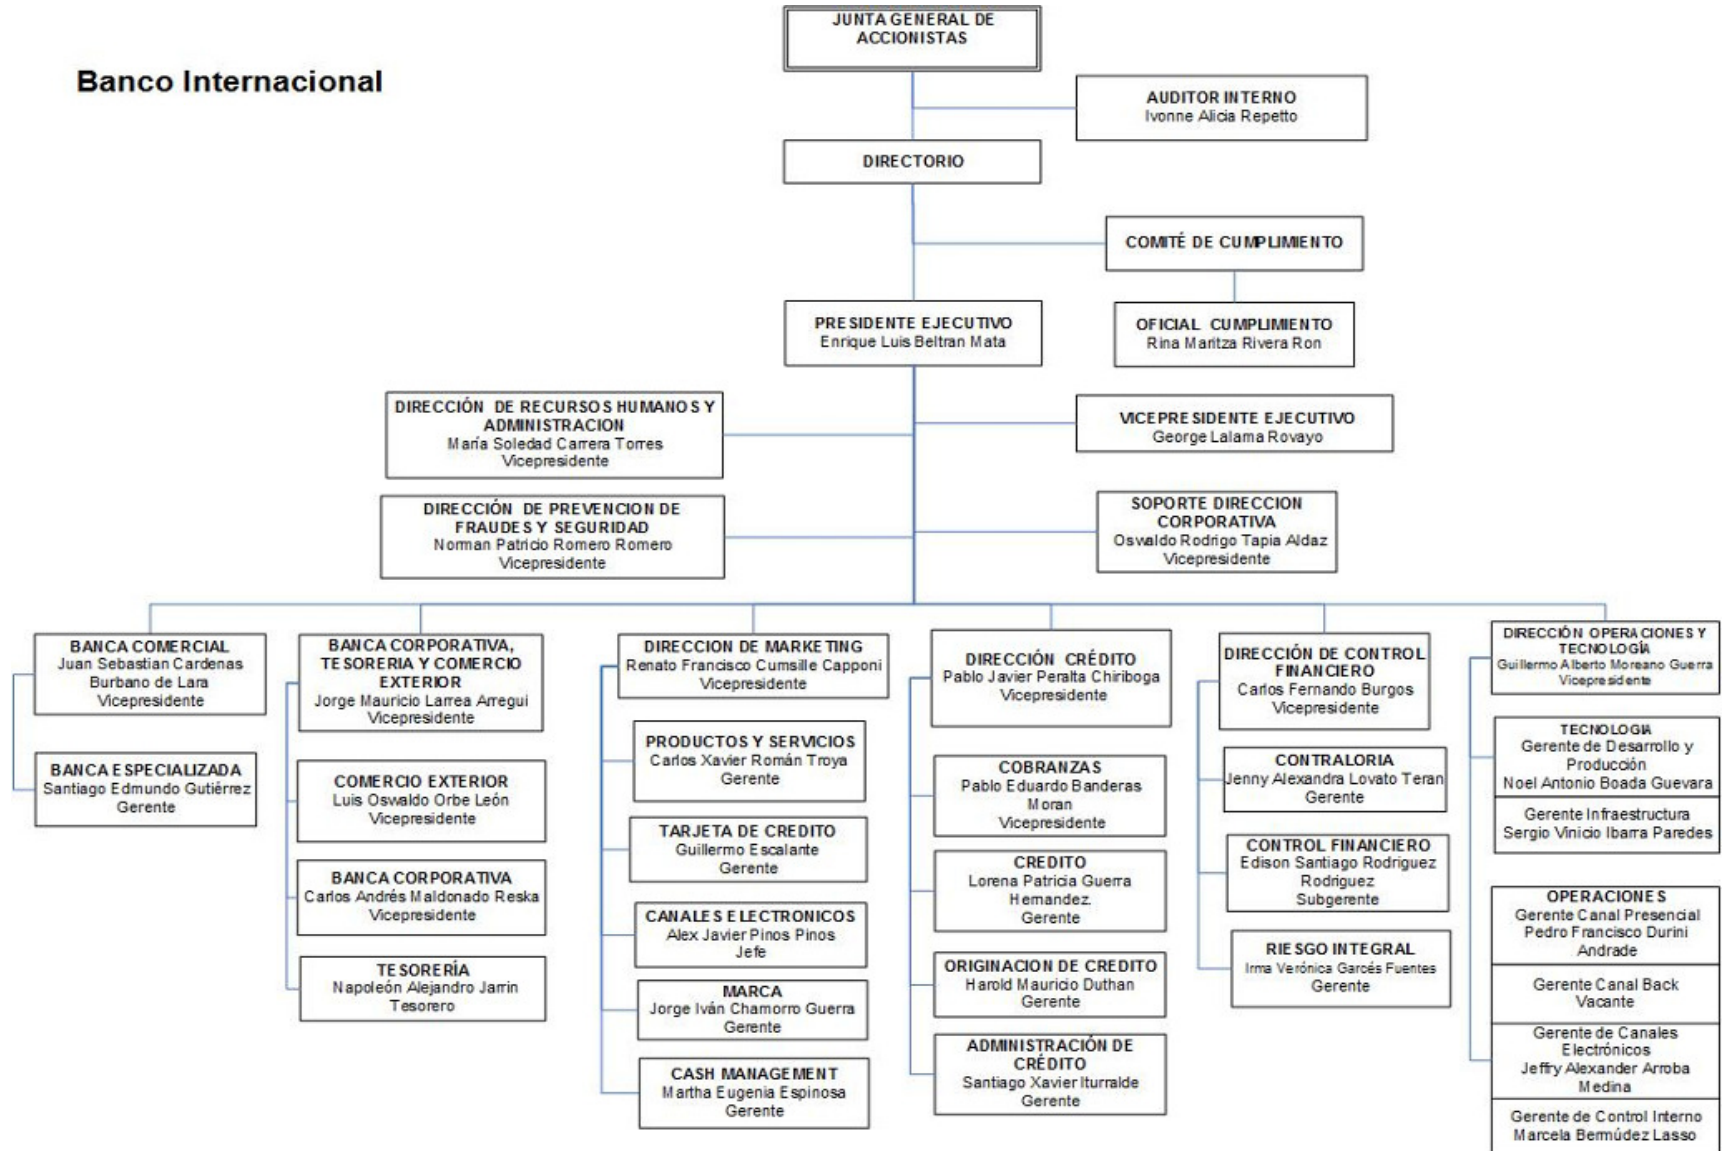 Banco Internacional
JUNTA GENERAL DE
ACCIONISTAS
AUDITOR INTERNO
Ivonne Alicia Repetto
DIRECTORIO
COMITÉ DE CUMPLIMIENTO
PRESIDENTE EJECUTIVO
Enrique Luis Beltran Mata
OFICIAL CUMPLIMIENTO
Rina Maritza Rivera Ron
DIRECCIÓN DE RECURSOS HUMANOS Y
ADMINISTRACION
María Soledad Carrera Torres
Vicepresidente
VICEPRESIDENTE EJECUTIVO
George Lalama Rovayo
DIRECCIÓN DE PREVENCION DE
FRAUDES Y SEGURIDAD
Norman Patricio Romero Romero
Vicepresidente
SOPORTE DIRECCION
CORPORATIVA
Osvaldo Rodrigo Tapia Aldaz
Vicepresidente
BANCA COMERCIAL
Juan Sebastian Cardenas
Burbano de Lara
Vicepresidente
BANCA ESPECIALIZADA
Santiago Edmundo Gutiérrez
Gerente
BANCA CORPORATIVA,
TESORERIA Y COMERCIO
EXTERIOR
Jorge Mauricio Larrea Arregui
Vicepresidente
COMERCIO EXTERIOR
Luis Oswaldo Orbe León
Vicepresidente
BANCA CORPORATIVA
Carlos Andrés Maldonado Reska
Vicepresidente
TESORERÍA
Napoleón Alejandro Jarrin
Tesorero
DIRECCION DE MARKETING
Renato Francisco Cumsille Capponi
Vicepresidente
PRODUCTOS Y SERVICIOS
Carlos Xavier Román Troya
Gerente
TARJETA DE CREDITO
Guillermo Escalante
Gerente
CANALES ELECTRONICOS
Alex Javier Pinos Pinos
Jefe
MARCA
Jorge Iván Chamorro Guerra
Gerente
CASH MANAGEMENT
Martha Eugenia Espinosa
Gerente
DIRECCIÓN CRÉDITO
Pablo Javier Peralta Chiriboga
Vicepresidente
COBRANZAS
Pablo Eduardo Banderas
Moran
Vicepresidente
CREDITO
Lorena Patricia Guerra
Hernandez.
Gerente
ORIGINACION DE CREDITO
Harold Mauricio Duthan
Gerente
ADMINISTRACIÓN DE
CRÉDITO
Santiago Xavier Iturralde
Gerente
DIRECCIÓN DE CONTROL
FINANCIERO
Carlos Fernando Burgos
Vicepresidente
CONTRALORIA
Jenny Alexandra Lovato Teran
Gerente
CONTROL FINANCIERO
Edison Santiago Rodriguez
Rodriguez
Subgerente
RIESGO INTEGRAL
Irma Verónica Garcés Fuentes
Gerente
DIRECCIÓN OPERACIONES Y
TECNOLOGÍA
Guillermo Alberto Moreano Guerra
Vicepresidente
TECNOLOGIA
Gerente de Desarrollo y
Producción
Noel Antonio Boada Guevara
Gerente Infraestructura
Sergio Vinicio Ibarra Paredes
OPERACIONES
Gerente Canal Presencial
Pedro Francisco Durini
Andrade
Gerente Canal Back
Vacante
Gerente de Canales
Electrónicos
Jeffry Alexander Arroba
Medina
Gerente de Control Interno
Marcela Bermúdez Lasso